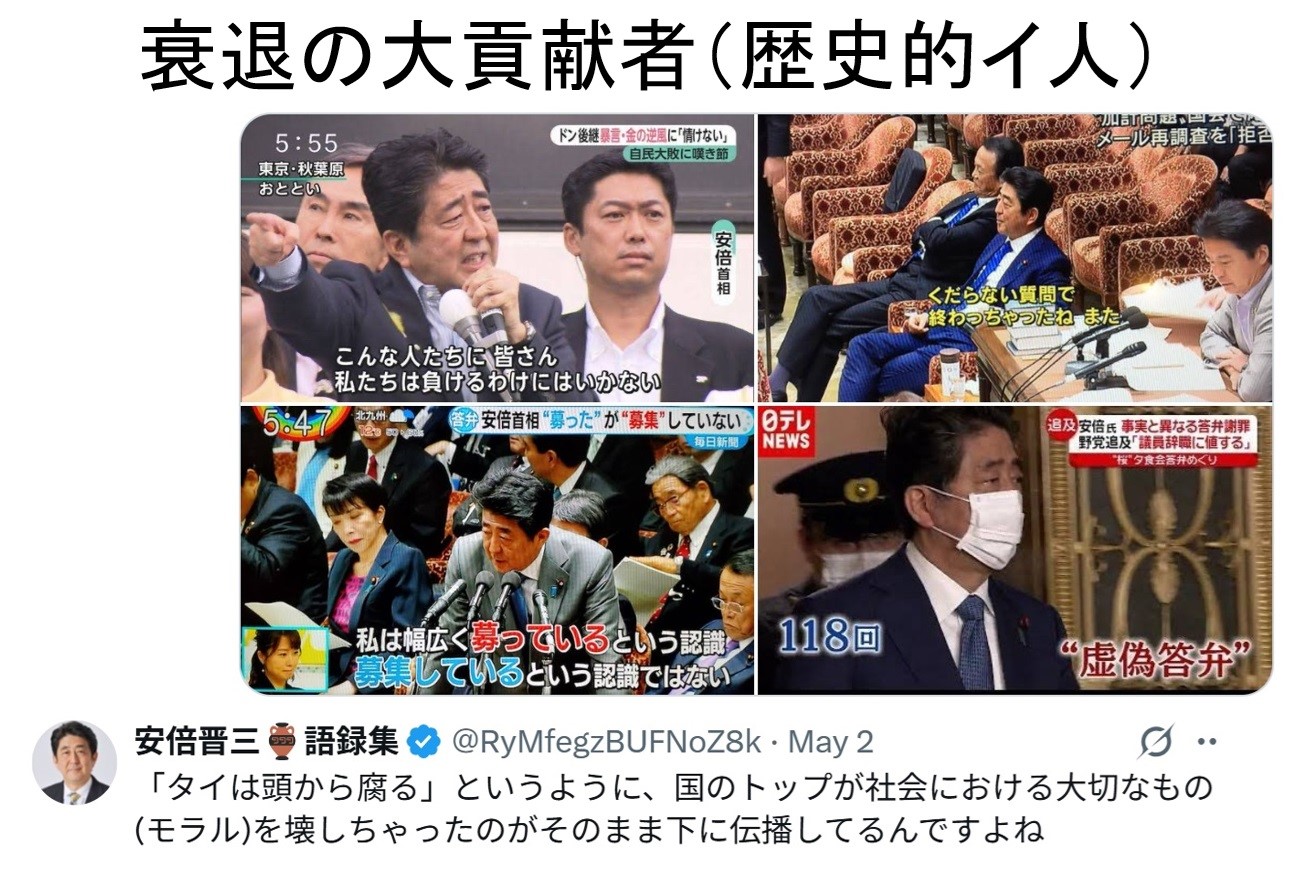 衰退の大貢献者（歴史的イ人）
5:55
東京・秋葉原
おととい
ドン後継暴言・金の逆風に「情けない」
自民大敗に嘆き節
安倍首相
こんな人たちに 皆さん
私たちは負けるわけにはいかない
加計問題、国会で
メール再調査を「拒否
くだらない質問で
終わっちゃったね また
5:47
北九州
答弁 安倍首相“募った”が“募集”していない
毎日新聞
私は幅広く募っているという認識
募集しているという認識ではない
日テレ
NEWS
追及 安倍氏 事実と異なる答弁謝罪
野党追及「議員辞職に値する」
“桜”夕食会答弁めぐり
118回
“虚偽答弁”
安倍晋三🏺語録集 @RyMfegzBUFNoZ8k · May 2
「タイは頭から腐る」というように、国のトップが社会における大切なもの
(モラル)を壊しちゃったのがそのまま下に伝播してるんですよね